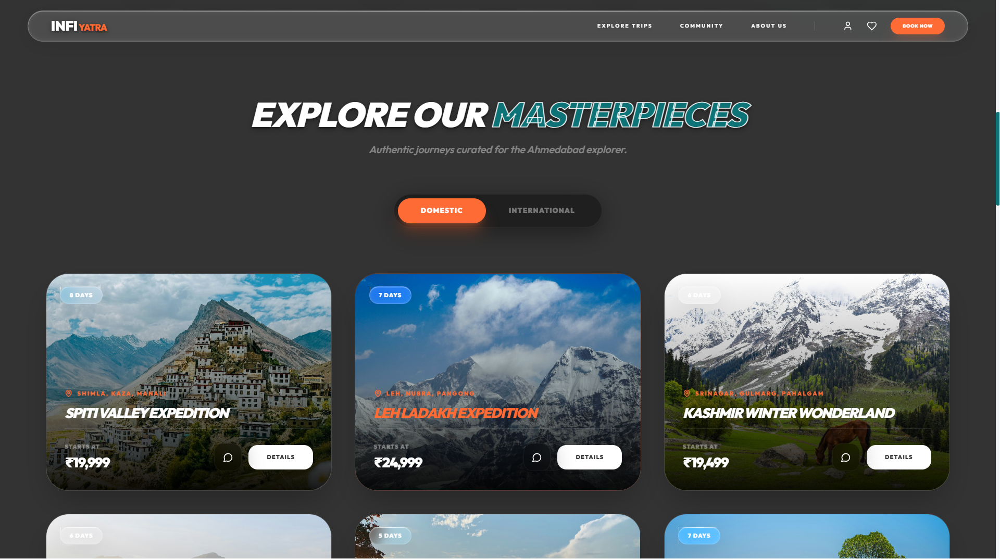 INFI YATRA
EXPLORE TRIPS COMMUNITY ABOUT US BOOK NOW
EXPLORE OUR MASTERPIECES
Authentic journeys curated for the Ahmedabad explorer.
DOMESTIC INTERNATIONAL
8 DAYS
SHIMLA, KAZA, MANALI
SPITI VALLEY EXPEDITION
STARTS AT
₹19,999
DETAILS
7 DAYS
LEH, NUBRA, PANGONG
LEH LADAKH EXPEDITION
STARTS AT
₹24,999
DETAILS
6 DAYS
SRINAGAR, GULMARG, PAHALGAM
KASHMIR WINTER WONDERLAND
STARTS AT
₹19,499
DETAILS
6 DAYS
5 DAYS
7 DAYS